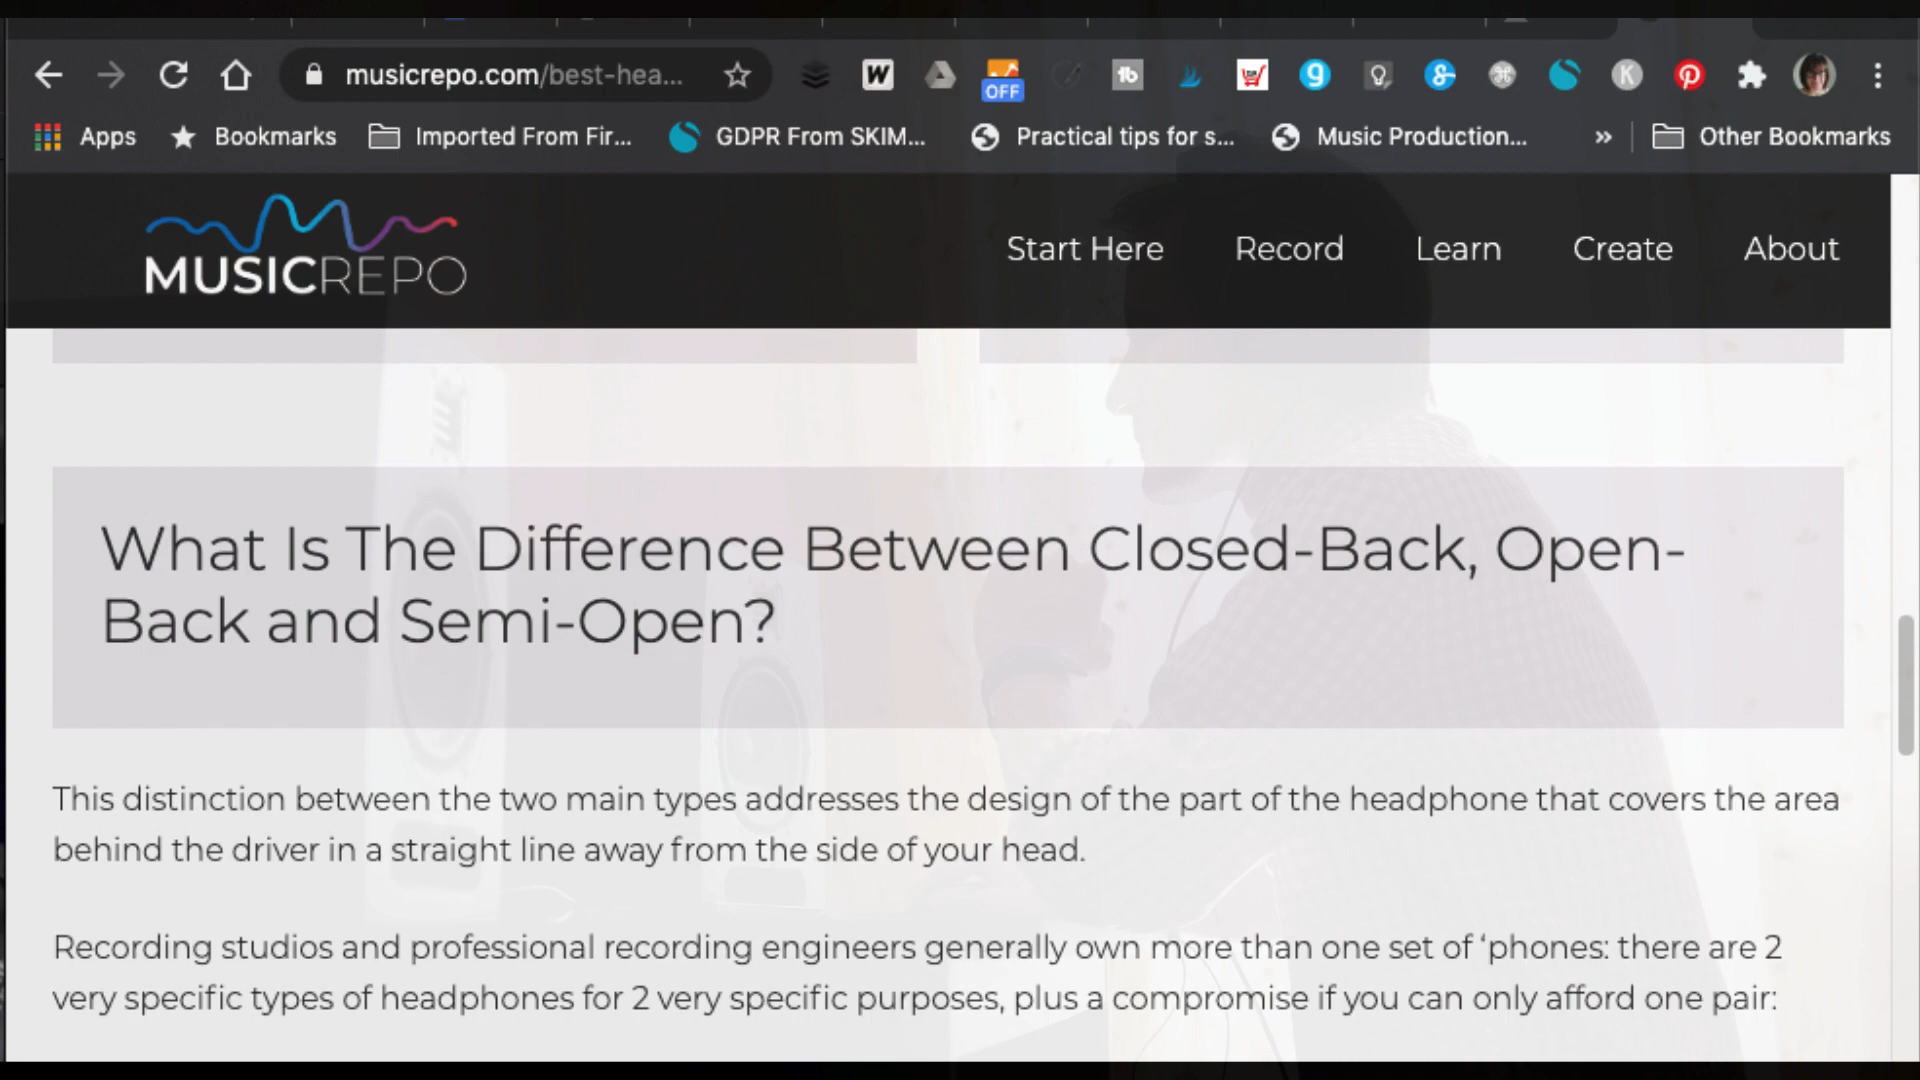 musicrepo.com/best-hea...
OFF
Apps
Bookmarks
Imported From Fir...
GDPR From SKIM...
Practical tips for s...
Music Production...
»
Other Bookmarks
MUSICREPO
Start Here
Record
Learn
Create
About
What Is The Difference Between Closed-Back, Open-
Back and Semi-Open?
This distinction between the two main types addresses the design of the part of the headphone that covers the area
behind the driver in a straight line away from the side of your head.
Recording studios and professional recording engineers generally own more than one set of ‘phones: there are 2
very specific types of headphones for 2 very specific purposes, plus a compromise if you can only afford one pair: